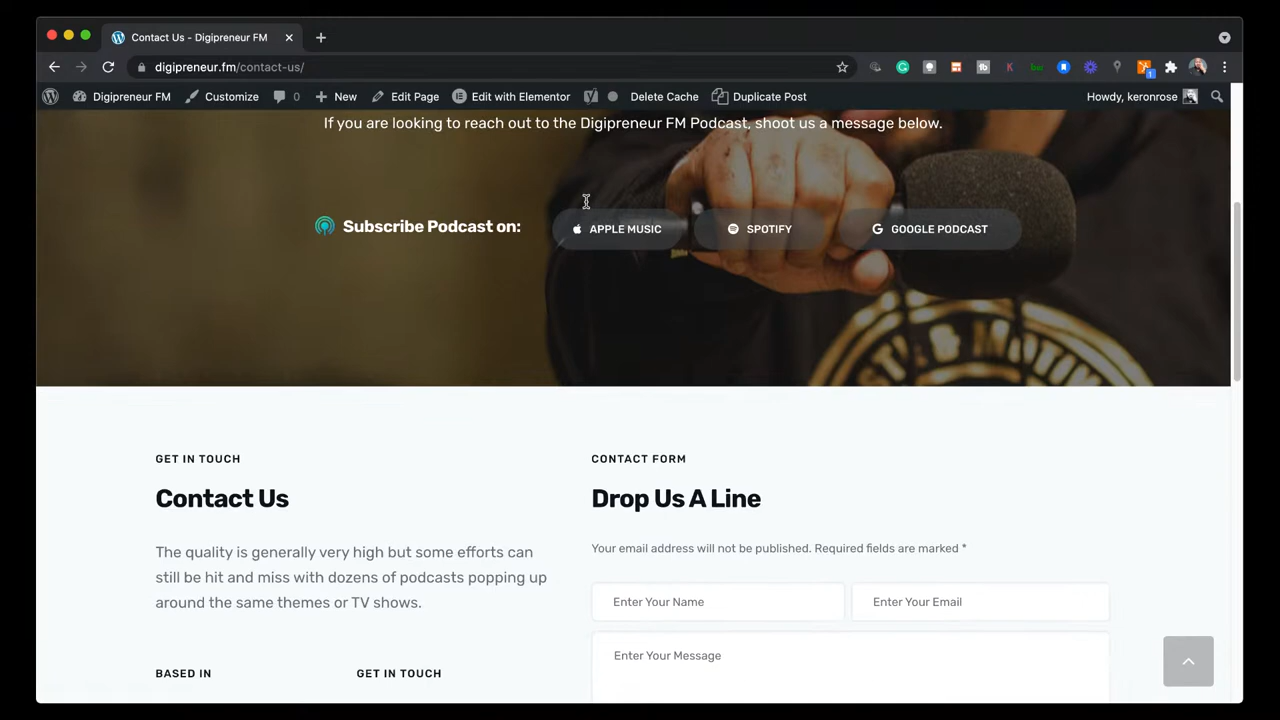 Contact Us - Digipreneur FM
digipreneur.fm/contact-us/
1
Digipreneur FM Customize 0 New Edit Page Edit with Elementor Delete Cache Duplicate Post Howdy, keronrose
If you are looking to reach out to the Digipreneur FM Podcast, shoot us a message below.
Subscribe Podcast on: APPLE MUSIC SPOTIFY GOOGLE PODCAST
GET IN TOUCH
Contact Us
The quality is generally very high but some efforts can
still be hit and miss with dozens of podcasts popping up
around the same themes or TV shows.
BASED IN GET IN TOUCH
CONTACT FORM
Drop Us A Line
Your email address will not be published. Required fields are marked *
Enter Your Name Enter Your Email
Enter Your Message